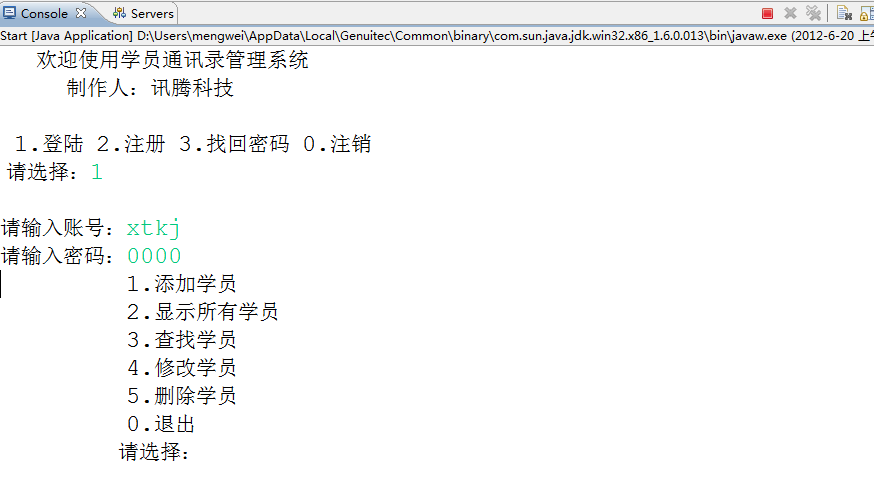 Console Servers
Start [Java Application] D:\Users\mengwei\AppData\Local\Genuitec\Common\binary\com.sun.java.jdk.win32.x86_1.6.0.013\bin\javaw.exe (2012-6-20 上
欢迎使用学员通讯录管理系统
制作人：讯腾科技
1.登陆 2.注册 3.找回密码 0.注销
请选择：1
请输入账号：xtkj
请输入密码：0000
1.添加学员
2.显示所有学员
3.查找学员
4.修改学员
5.删除学员
0.退出
请选择：